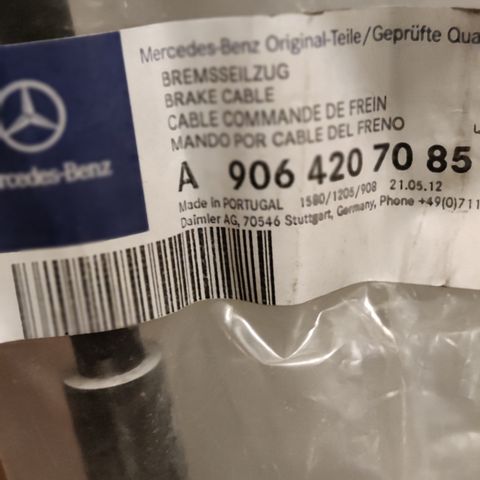 Mercedes-Benz Original-Teile/Geprüfte Qua
BREMSSEILZUG
BRAKE CABLE
CABLE COMMANDE DE FREIN
MANDO POR CABLE DEL FRENO
A 906 420 70 85
Made in PORTUGAL 1580/1205/908 21.05.12
Daimler AG, 70546 Stuttgart, Germany, Phone +49(0)711
rcedes-Benz